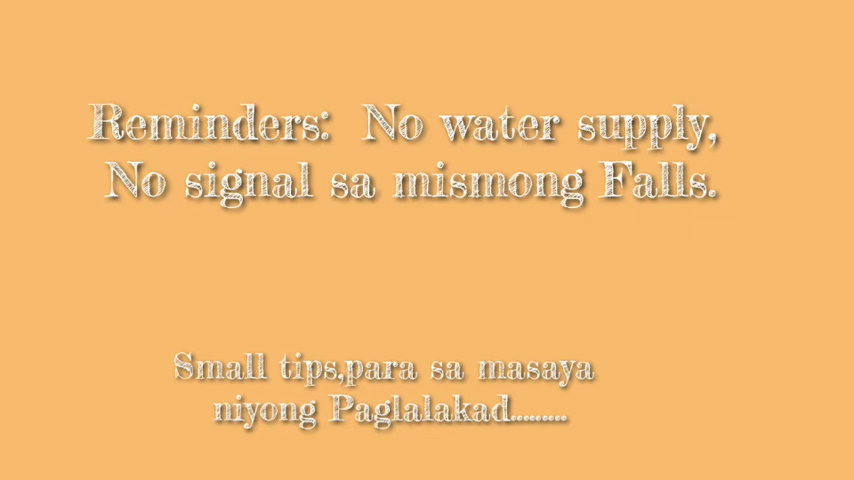 Reminders:  No water supply,
No signal sa mismong Falls.
Small tips,para sa masaya
niyong Paglalakad.........